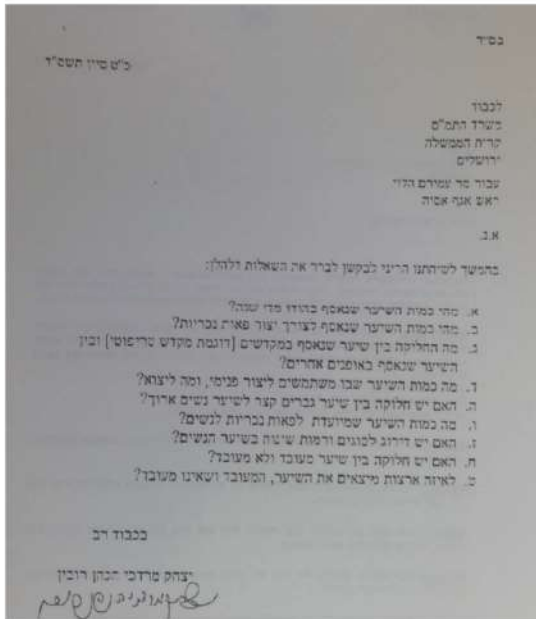 בס״ד
כ״ט סיון תשס״ד
לכבוד
משרד התמ״ס
קרית הממשלה
ירושלים
עבור מר עמירם הלוי
ראש אגף אסיה
א.נ.
בהמשך לשיחתנו הריני לבקשך לברר את השאלות דלהלן:
א. מהי כמות השיער שנאסף בהודו מדי שנה?
ב. מהי כמות השיער שנאסף לצורך יצור פאות נכריות?
ג. מה החלוקה בין שיער שנאסף במקדשים [דוגמת מקדש טריפוטי] ובין
השיער שנאסף באופנים אחרים?
ד. מה כמות השיער שבו משתמשים ליצור פנימי, ומה ליצוא?
ה. האם יש חלוקה בין שיער גברים קצר לשיער נשים ארוך?
ו. מה כמות השיער שמיועדת לפאות נכריות לנשים?
ז. האם יש דירוג לסוגים ורמות שונות בשיער הנשים?
ח. האם יש חלוקה בין שיער מעובד ולא מעובד?
ט. לאיזה ארצות מיצאים את השיער, המעובד ושאינו מעובד?
בכבוד רב
יצחק מרדכי הכהן רובין